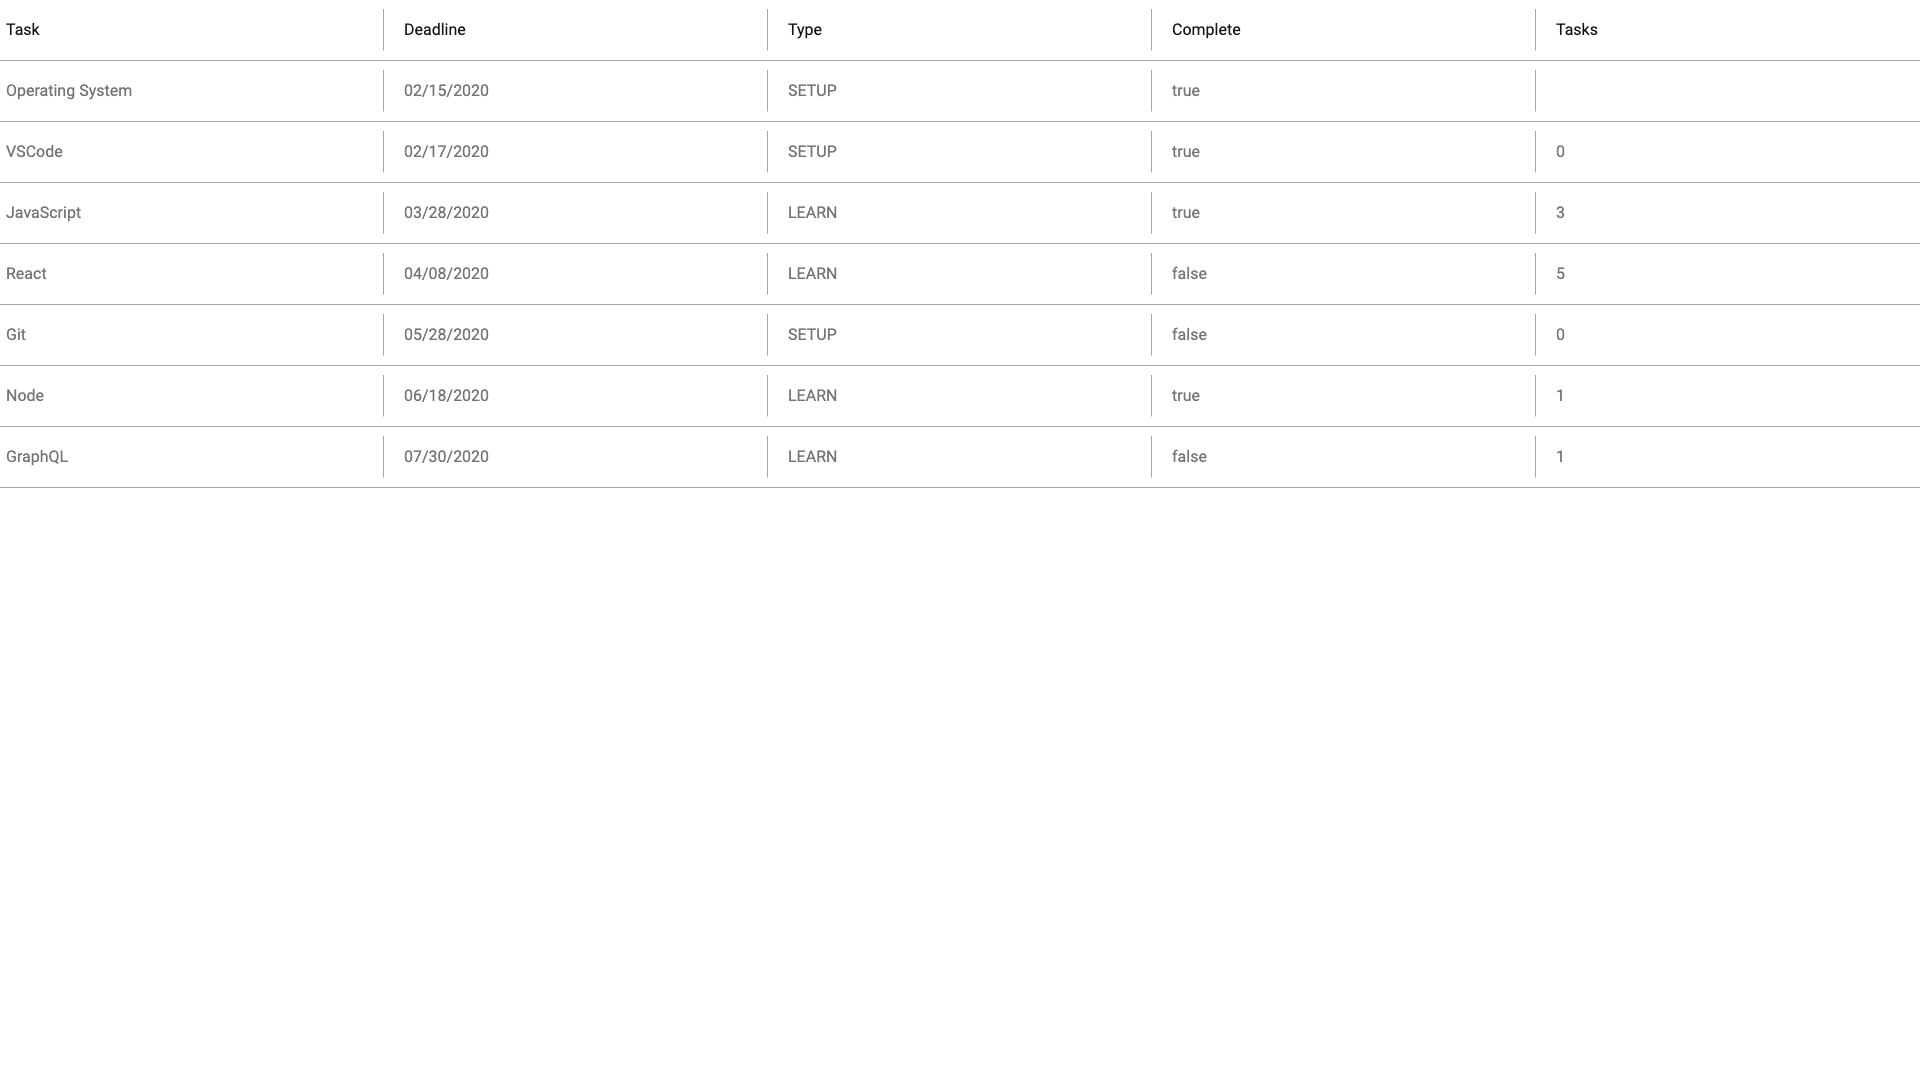 Task Deadline Type Complete Tasks
Operating System 02/15/2020 SETUP true
VSCode 02/17/2020 SETUP true 0
JavaScript 03/28/2020 LEARN true 3
React 04/08/2020 LEARN false 5
Git 05/28/2020 SETUP false 0
Node 06/18/2020 LEARN true 1
GraphQL 07/30/2020 LEARN false 1